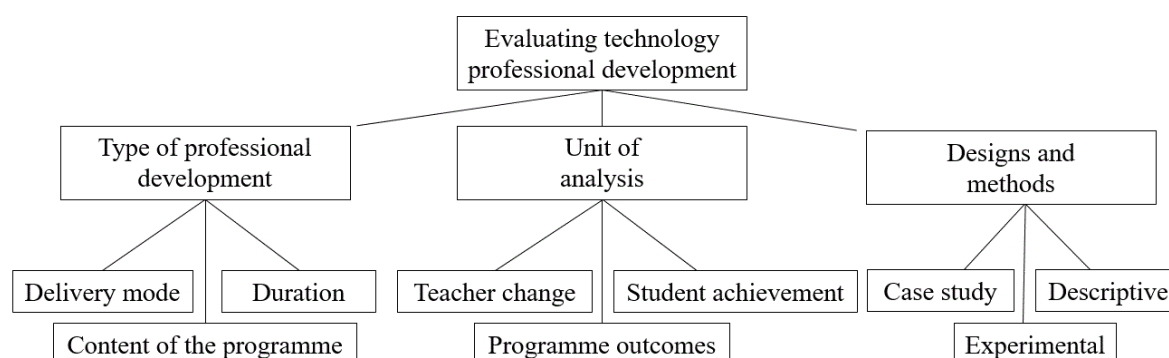 Evaluating technology
professional development
Type of professional
development
Unit of
analysis
Designs and
methods
Delivery mode
Duration
Teacher change
Student achievement
Case study
Descriptive
Content of the programme
Programme outcomes
Experimental